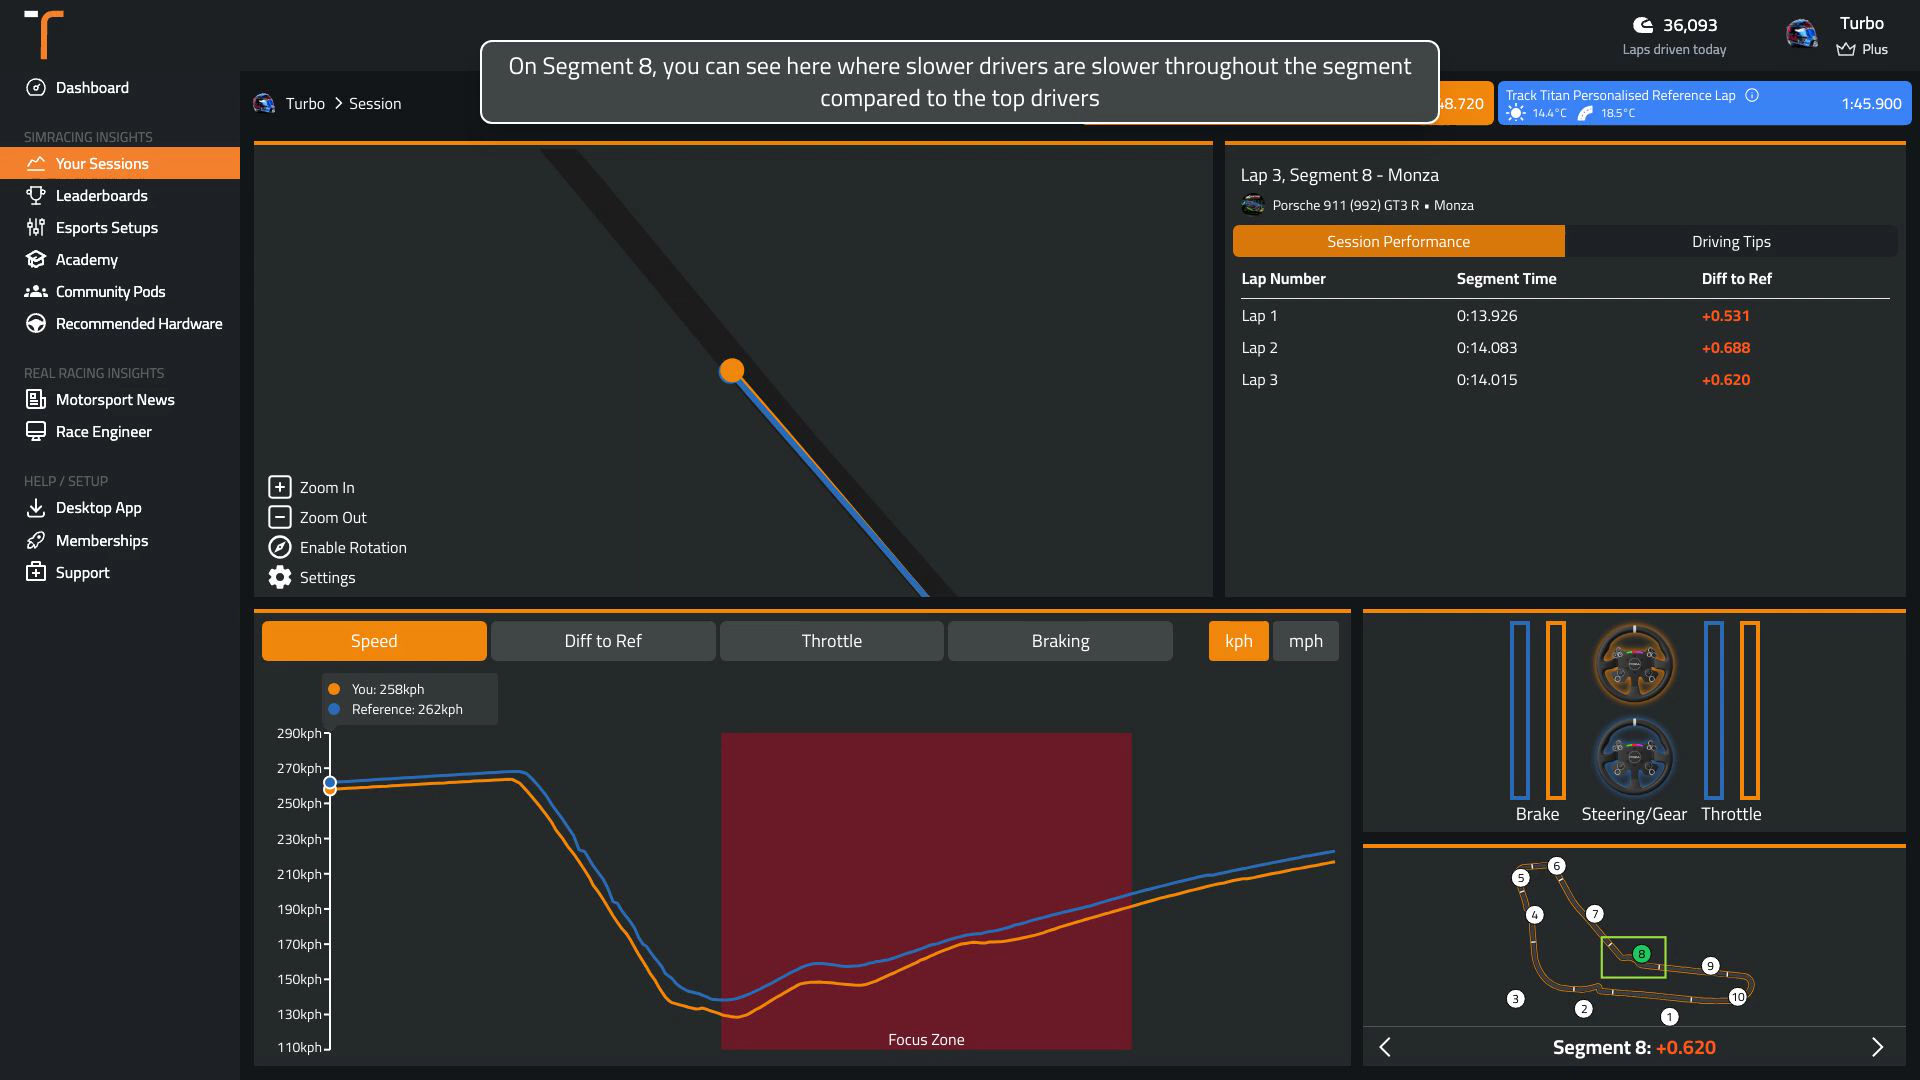 36,093
Laps driven today
Turbo
Plus
On Segment 8, you can see here where slower drivers are slower throughout the segment
compared to the top drivers
Dashboard
SIMRACING INSIGHTS
Your Sessions
Leaderboards
Esports Setups
Academy
Community Pods
Recommended Hardware
REAL RACING INSIGHTS
Motorsport News
Race Engineer
HELP / SETUP
Desktop App
Memberships
Support
Turbo > Session
48.720
Track Titan Personalised Reference Lap
14.4°C 18.5°C
1:45.900
Zoom In
Zoom Out
Enable Rotation
Settings
Lap 3, Segment 8 - Monza
Porsche 911 (992) GT3 R • Monza
Session Performance Driving Tips
Lap Number Segment Time Diff to Ref
Lap 1 0:13.926 +0.531
Lap 2 0:14.083 +0.688
Lap 3 0:14.015 +0.620
Speed Diff to Ref Throttle Braking kph mph
You: 258kph
Reference: 262kph
290kph
270kph
250kph
230kph
210kph
190kph
170kph
150kph
130kph
110kph
Focus Zone
Brake Steering/Gear Throttle
6
5
4
7
8
9
10
3
2
1
Segment 8: +0.620